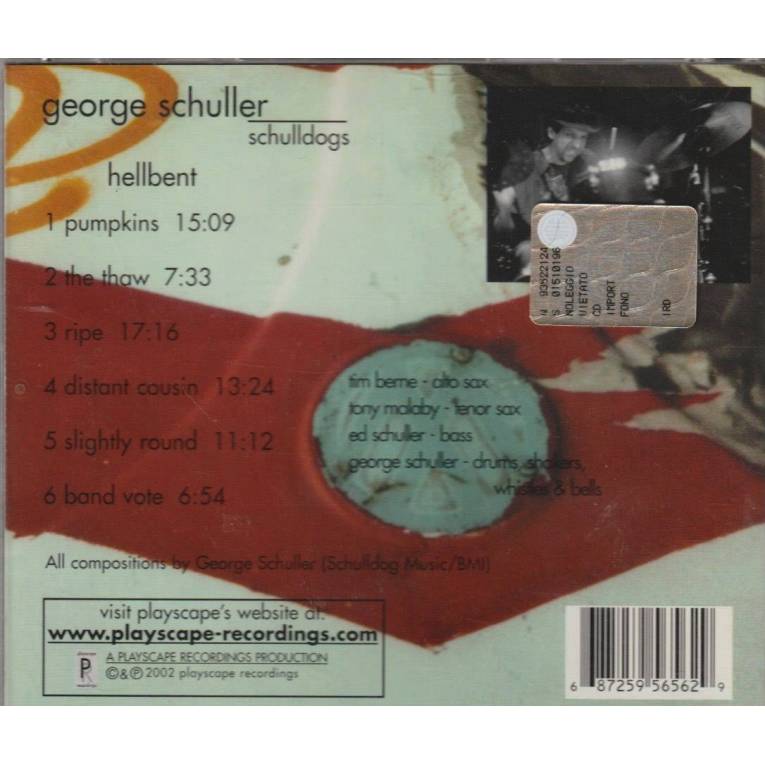 george schuller
schulldogs
hellbent
1 pumpkins 15:09
2 the thaw 7:33
3 ripe 17:16
4 distant cousin 13:24
5 slightly round 11:12
6 band vote 6:54
tim berne - alto sax
tony malaby - tenor sax
ed schuller - bass
george schuller - drums, shakers,
whistles & bells
All compositions by George Schuller (Schulldog Music/BMI)
visit playscape's website at:
www.playscape-recordings.com
A PLAYSCAPE RECORDINGS PRODUCTION
©&℗ 2002 playscape recordings
N 93522124
S 01510196
NOLEGGIO
VIETATO
CD
IMPORT
FONO
IRD
6 87259 56562 9